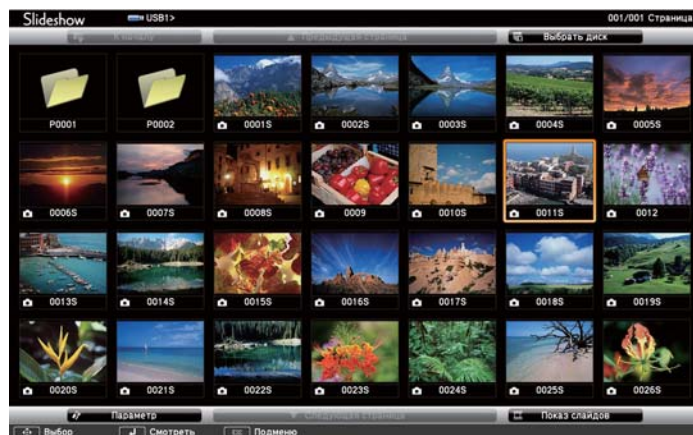 Slideshow USB1> 001/001 Страница
К началу Предыдущая страница Выбрать диск
P0001 P0002 0001S 0002S 0003S 0004S 0005S
0006S 0007S 0008S 0009 0010S 0011S 0012
0013S 0014S 0015S 0016S 0017S 0018S 0019S
0020S 0021S 0022S 0023S 0024S 0025S 0026S
Параметр Следующая страница Показ слайдов
Выбор Смотреть Esc Подменю